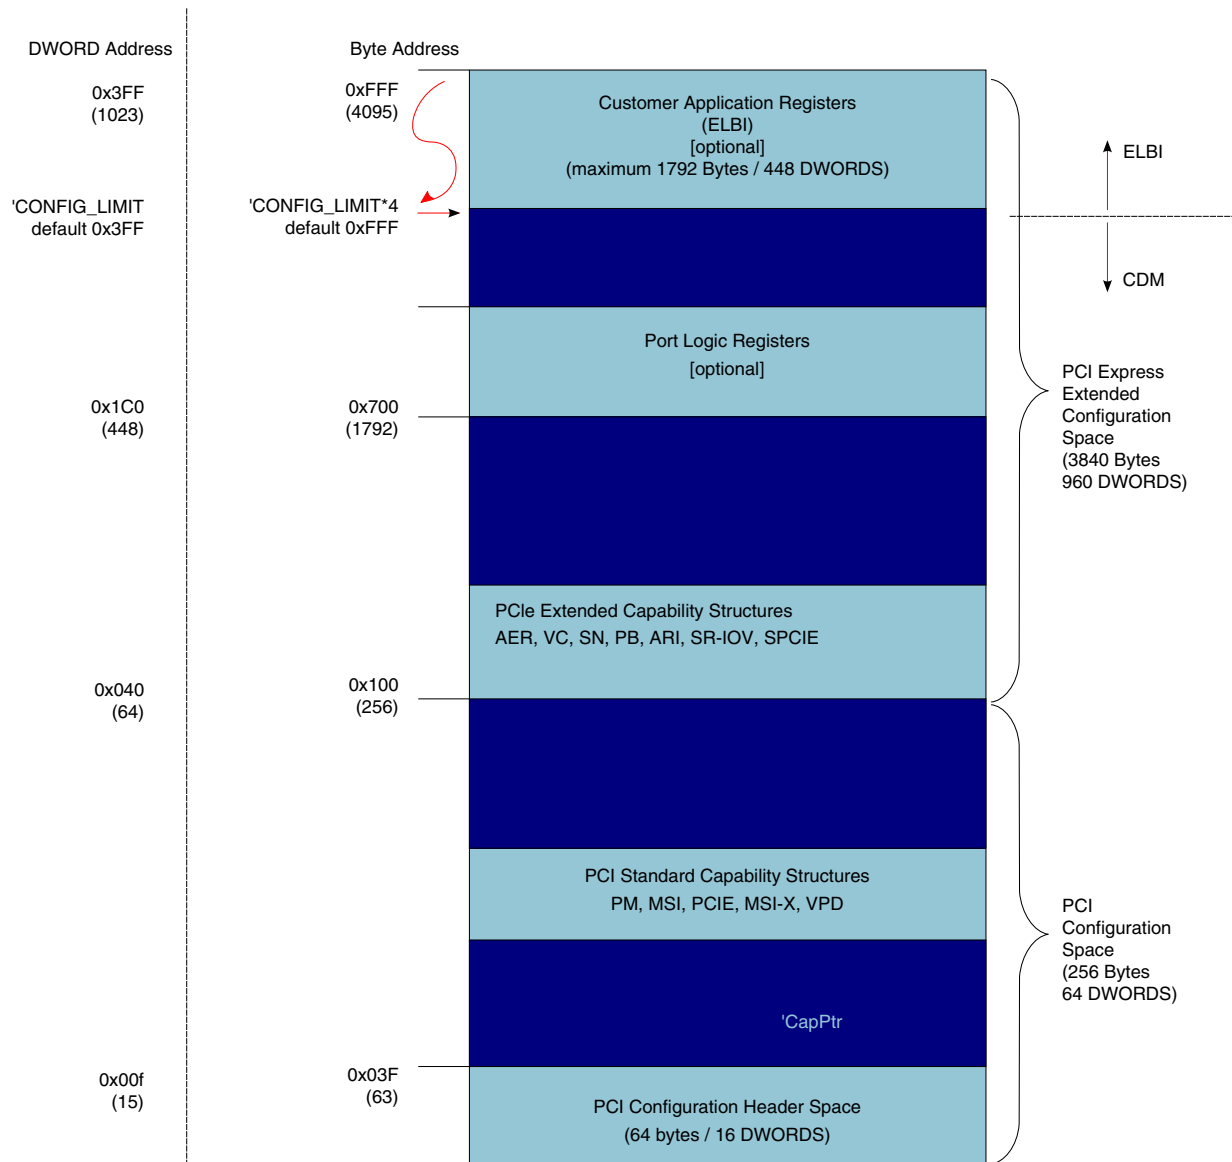 DWORD Address
Byte Address
0x3FF
(1023)
0xFFF
(4095)
Customer Application Registers
(ELBI)
[optional]
(maximum 1792 Bytes / 448 DWORDS)
ELBI
'CONFIG_LIMIT
default 0x3FF
'CONFIG_LIMIT*4
default 0xFFF
CDM
Port Logic Registers
[optional]
PCI Express
Extended
Configuration
Space
(3840 Bytes
960 DWORDS)
0x1C0
(448)
0x700
(1792)
PCIe Extended Capability Structures
AER, VC, SN, PB, ARI, SR-IOV, SPCIE
0x040
(64)
0x100
(256)
PCI Standard Capability Structures
PM, MSI, PCIE, MSI-X, VPD
PCI
Configuration
Space
(256 Bytes
64 DWORDS)
'CapPtr
0x00f
(15)
0x03F
(63)
PCI Configuration Header Space
(64 bytes / 16 DWORDS)